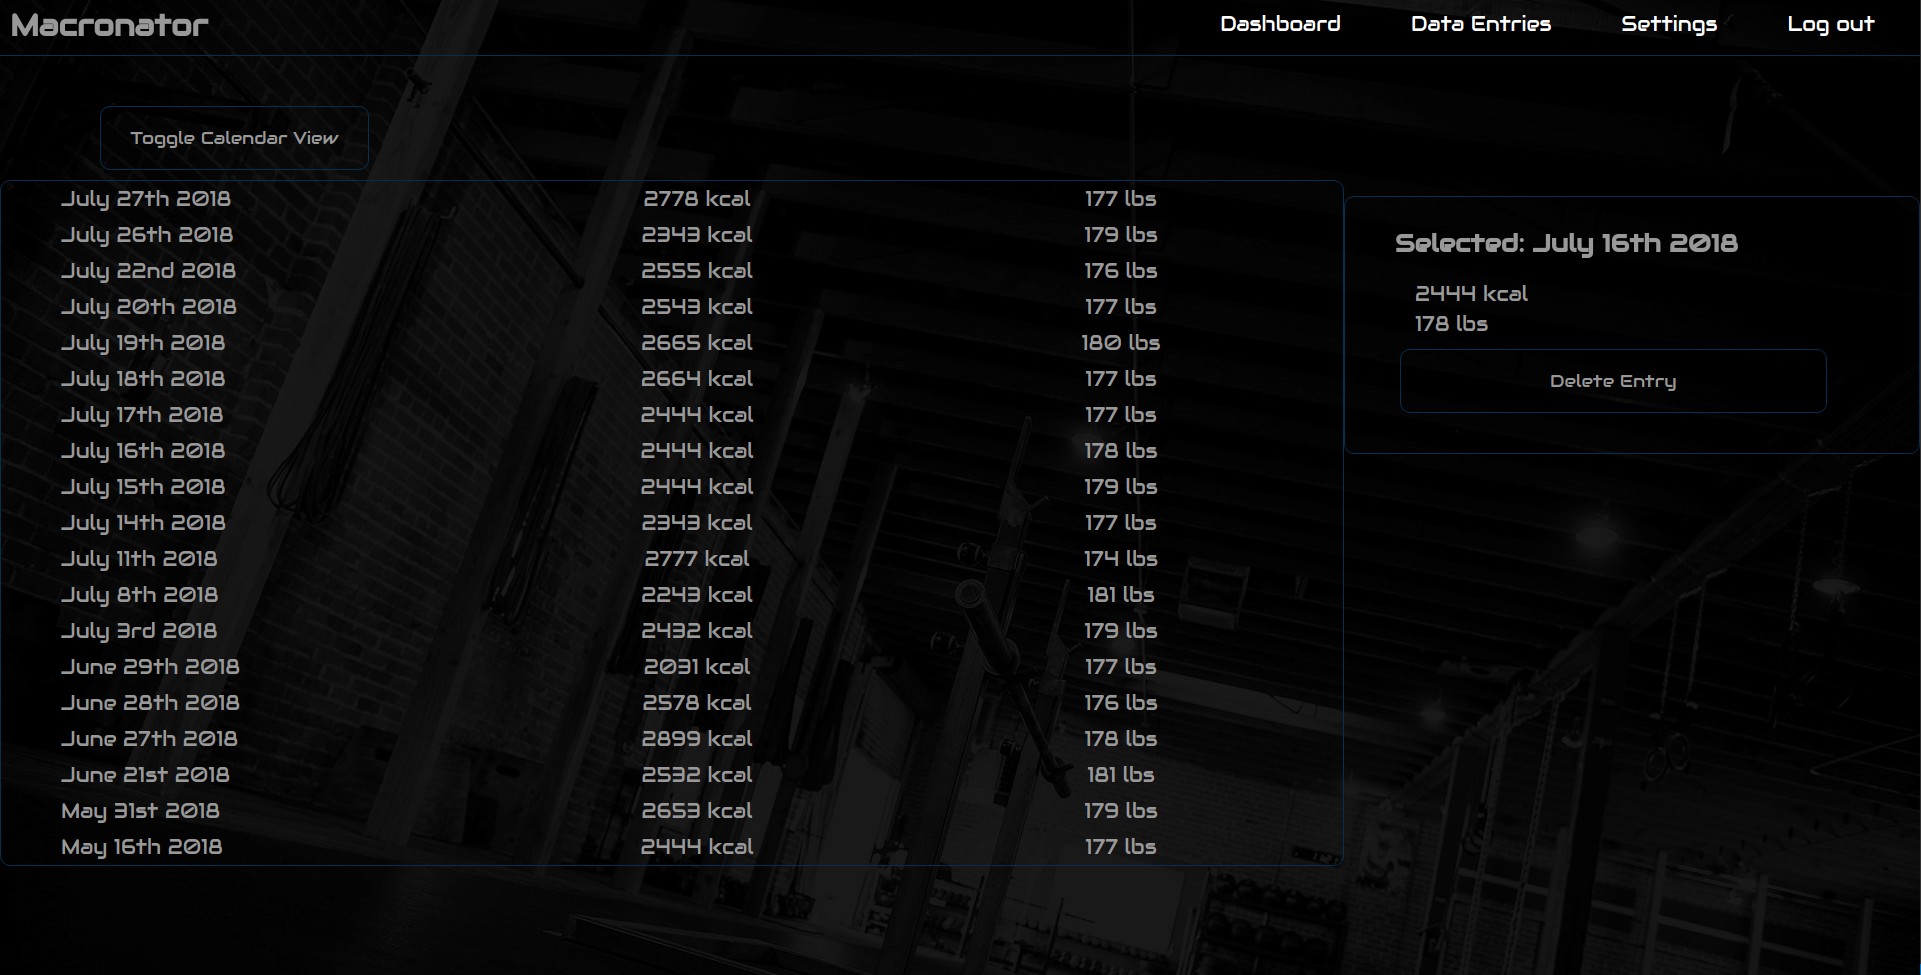 Macronator Dashboard Data Entries Settings Log out
Toggle Calendar View
July 27th 2018 2778 kcal 177 lbs
July 26th 2018 2343 kcal 179 lbs
July 22nd 2018 2555 kcal 176 lbs
July 20th 2018 2543 kcal 177 lbs
July 19th 2018 2665 kcal 180 lbs
July 18th 2018 2664 kcal 177 lbs
July 17th 2018 2444 kcal 177 lbs
July 16th 2018 2444 kcal 178 lbs
July 15th 2018 2444 kcal 179 lbs
July 14th 2018 2343 kcal 177 lbs
July 11th 2018 2777 kcal 174 lbs
July 8th 2018 2243 kcal 181 lbs
July 3rd 2018 2432 kcal 179 lbs
June 29th 2018 2031 kcal 177 lbs
June 28th 2018 2578 kcal 176 lbs
June 27th 2018 2899 kcal 178 lbs
June 21st 2018 2532 kcal 181 lbs
May 31st 2018 2653 kcal 179 lbs
May 16th 2018 2444 kcal 177 lbs
Selected: July 16th 2018
2444 kcal
178 lbs
Delete Entry